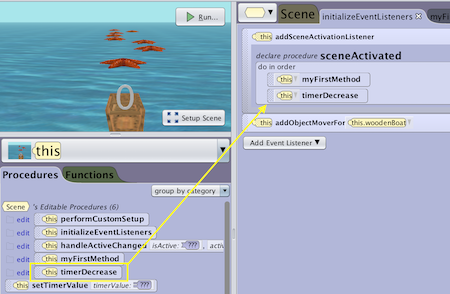 Run...
0
Setup Scene
this
Procedures Functions
group by category
Scene 's Editable Procedures (6)
edit this performCustomSetup
edit this initializeEventListeners
edit this handleActiveChanged isActive: ??? , activ
edit this myFirstMethod
edit this timerDecrease
this setTimerValue timerValue: ???
Scene initializeEventListeners myFir
this addSceneActivationListener
declare procedure sceneActivated
do in order
this myFirstMethod
this timerDecrease
this addObjectMoverFor this.woodenBoat
Add Event Listener